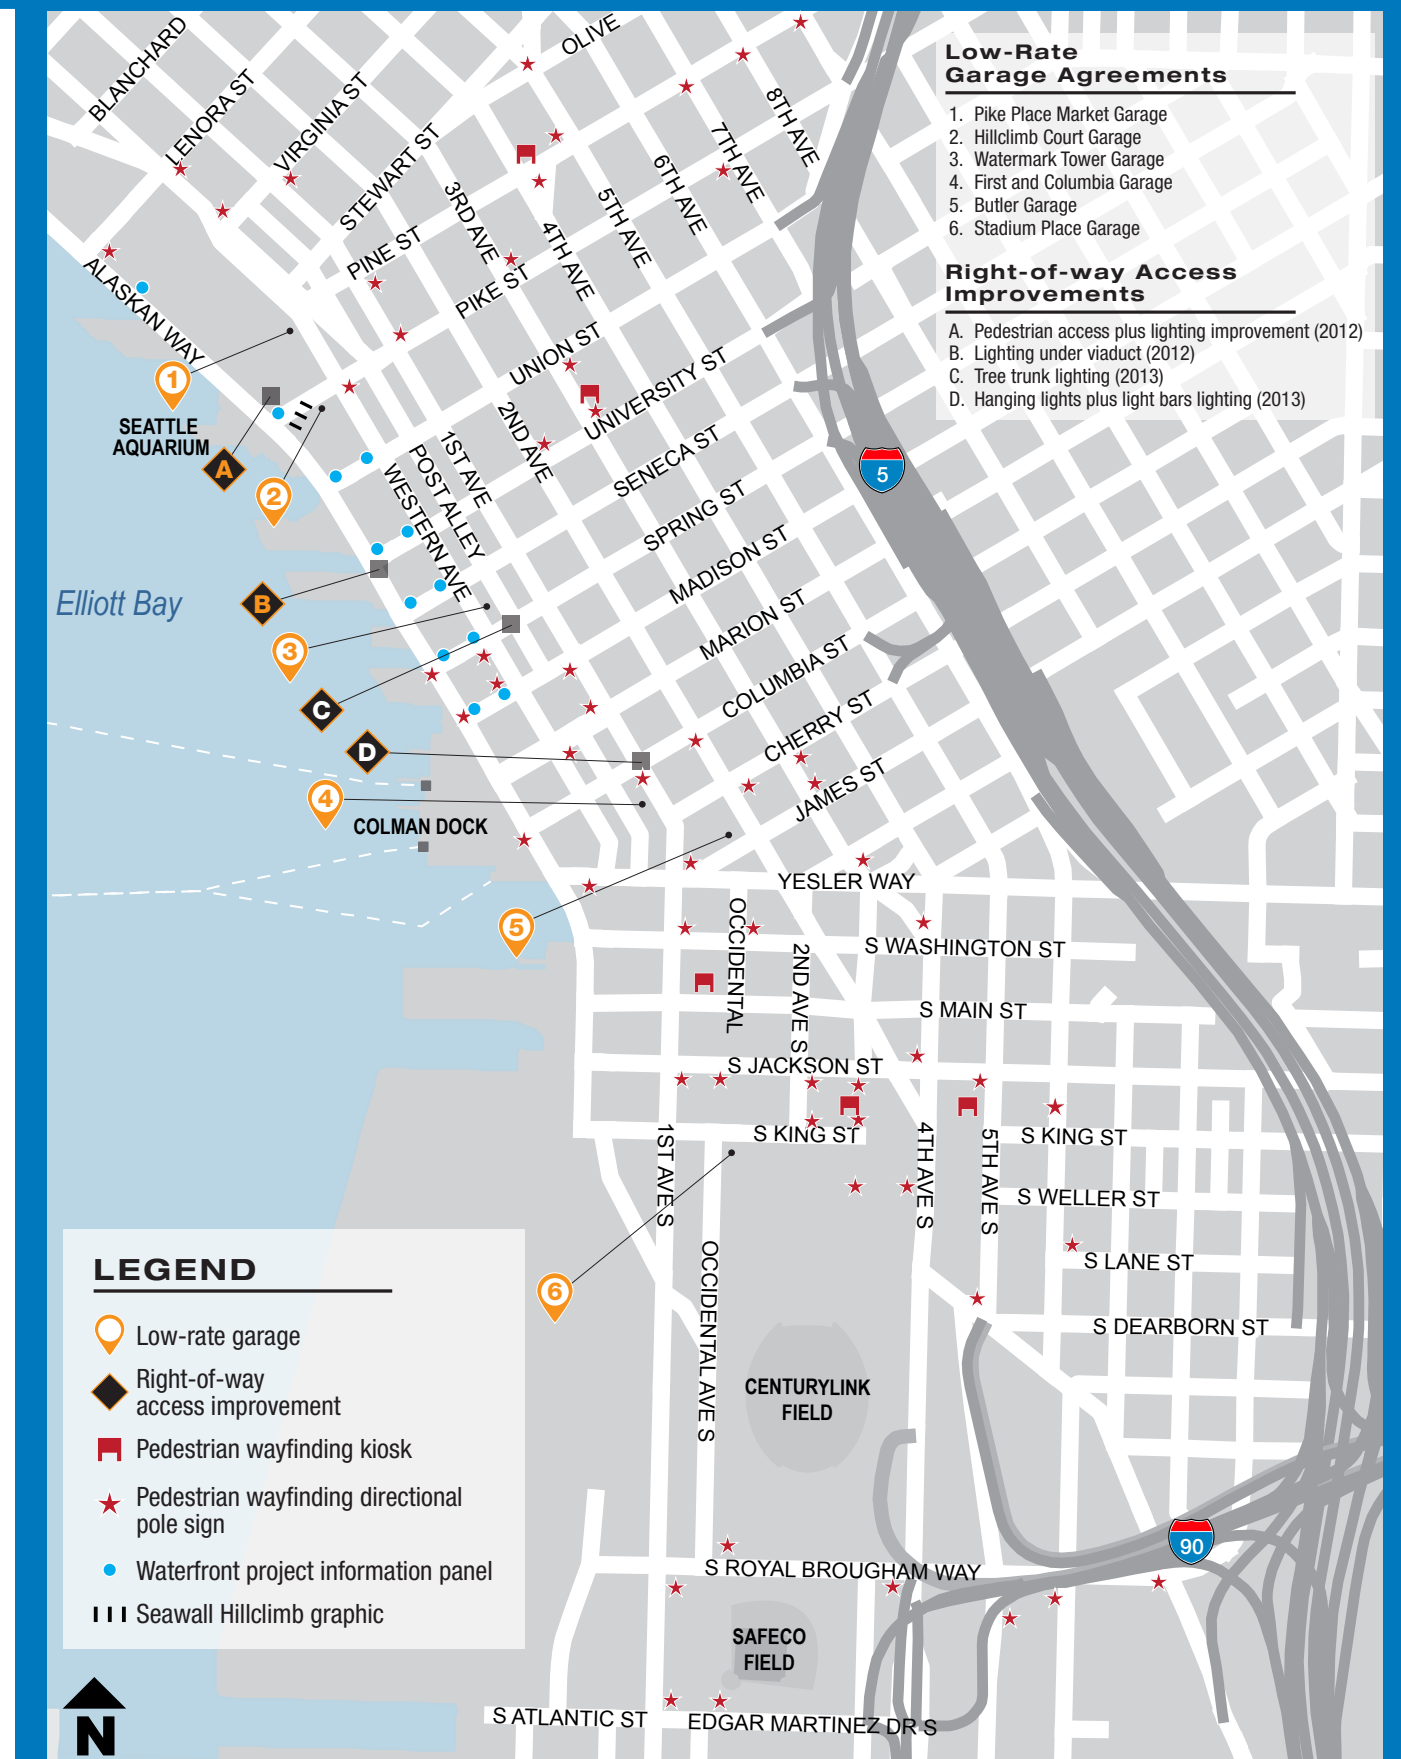 BLANCHARD
LENORA ST
VIRGINIA ST
STEWART ST
OLIVE
PINE ST
PIKE ST
3RD AVE
4TH AVE
5TH AVE
6TH AVE
7TH AVE
8TH AVE
UNION ST
UNIVERSITY ST
SENECA ST
SPRING ST
MADISON ST
MARION ST
COLUMBIA ST
CHERRY ST
JAMES ST
2ND AVE
1ST AVE
POST ALLEY
WESTERN AVE
ALASKAN WAY
Low-Rate
Garage Agreements
1. Pike Place Market Garage
2. Hillclimb Court Garage
3. Watermark Tower Garage
4. First and Columbia Garage
5. Butler Garage
6. Stadium Place Garage
Right-of-way Access
Improvements
A. Pedestrian access plus lighting improvement (2012)
B. Lighting under viaduct (2012)
C. Tree trunk lighting (2013)
D. Hanging lights plus light bars lighting (2013)
1
SEATTLE
AQUARIUM
A
2
5
Elliott Bay
B
3
C
D
4
COLMAN DOCK
5
YESLER WAY
OCCIDENTAL
2ND AVE S
S WASHINGTON ST
S MAIN ST
S JACKSON ST
S KING ST
S KING ST
1ST AVE S
4TH AVE S
5TH AVE S
S WELLER ST
S LANE ST
S DEARBORN ST
6
OCCIDENTAL AVE S
CENTURYLINK
FIELD
90
S ROYAL BROUGHAM WAY
SAFECO
FIELD
S ATLANTIC ST
EDGAR MARTINEZ DR S
LEGEND
Low-rate garage
Right-of-way
access improvement
Pedestrian wayfinding kiosk
Pedestrian wayfinding directional
pole sign
Waterfront project information panel
Seawall Hillclimb graphic
N